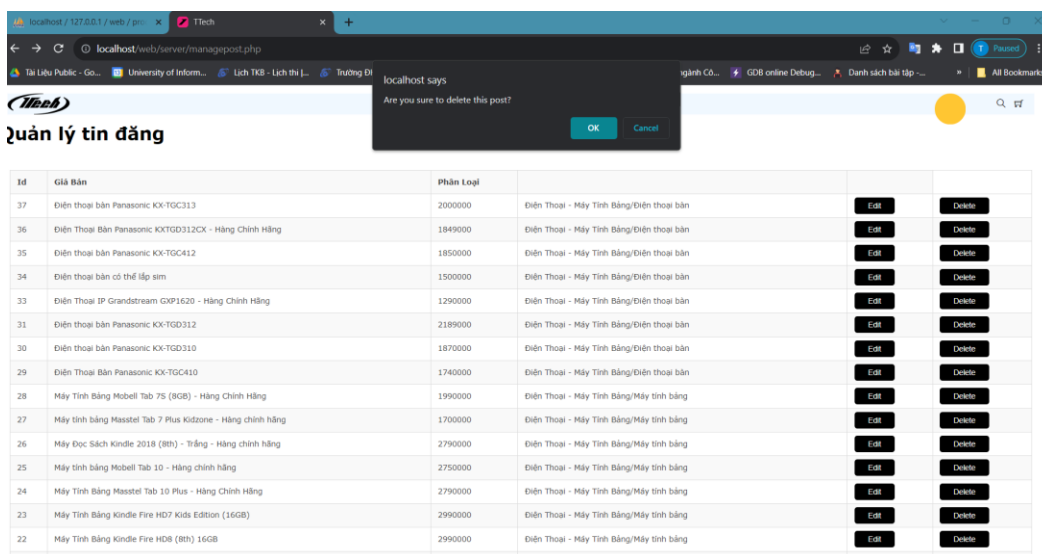 localhost / 127.0.0.1 / web / pro
TTech
localhost/web/server/managepost.php
Paused
Tài Liệu Public - Go...
University of Inform...
Lịch TKB - Lịch thi |...
Trường Đ
ngành Cô...
GDB online Debug...
Danh sách bài tập -...
All Bookmarks
localhost says
Are you sure to delete this post?
OK
Cancel
TTech
Quản lý tin đăng
Id Giá Bán Phân Loại
37 Điện thoại bàn Panasonic KX-TGC313 2000000 Điện Thoại - Máy Tính Bảng/Điện thoại bàn Edit Delete
36 Điện Thoại Bàn Panasonic KXTGD312CX - Hàng Chính Hãng 1849000 Điện Thoại - Máy Tính Bảng/Điện thoại bàn Edit Delete
35 Điện thoại bàn Panasonic KX-TGC412 1850000 Điện Thoại - Máy Tính Bảng/Điện thoại bàn Edit Delete
34 Điện thoại bàn có thể lắp sim 1500000 Điện Thoại - Máy Tính Bảng/Điện thoại bàn Edit Delete
33 Điện Thoại IP Grandstream GXP1620 - Hàng Chính Hãng 1290000 Điện Thoại - Máy Tính Bảng/Điện thoại bàn Edit Delete
31 Điện thoại bàn Panasonic KX-TGD312 2189000 Điện Thoại - Máy Tính Bảng/Điện thoại bàn Edit Delete
30 Điện thoại bàn Panasonic KX-TGD310 1870000 Điện Thoại - Máy Tính Bảng/Điện thoại bàn Edit Delete
29 Điện Thoại Bàn Panasonic KX-TGC410 1740000 Điện Thoại - Máy Tính Bảng/Điện thoại bàn Edit Delete
28 Máy Tính Bảng Mobell Tab 7S (8GB) - Hàng Chính Hãng 1990000 Điện Thoại - Máy Tính Bảng/Máy tính bảng Edit Delete
27 Máy tính bảng Masstel Tab 7 Plus Kidzone - Hàng chính hãng 1700000 Điện Thoại - Máy Tính Bảng/Máy tính bảng Edit Delete
26 Máy Đọc Sách Kindle 2018 (8th) - Trắng - Hàng chính hãng 2790000 Điện Thoại - Máy Tính Bảng/Máy tính bảng Edit Delete
25 Máy tính bảng Mobell Tab 10 - Hàng chính hãng 2750000 Điện Thoại - Máy Tính Bảng/Máy tính bảng Edit Delete
24 Máy Tính Bảng Masstel Tab 10 Plus - Hàng Chính Hãng 2790000 Điện Thoại - Máy Tính Bảng/Máy tính bảng Edit Delete
23 Máy Tính Bảng Kindle Fire HD7 Kids Edition (16GB) 2990000 Điện Thoại - Máy Tính Bảng/Máy tính bảng Edit Delete
22 Máy Tính Bảng Kindle Fire HD8 (8th) 16GB 2990000 Điện Thoại - Máy Tính Bảng/Máy tính bảng Edit Delete